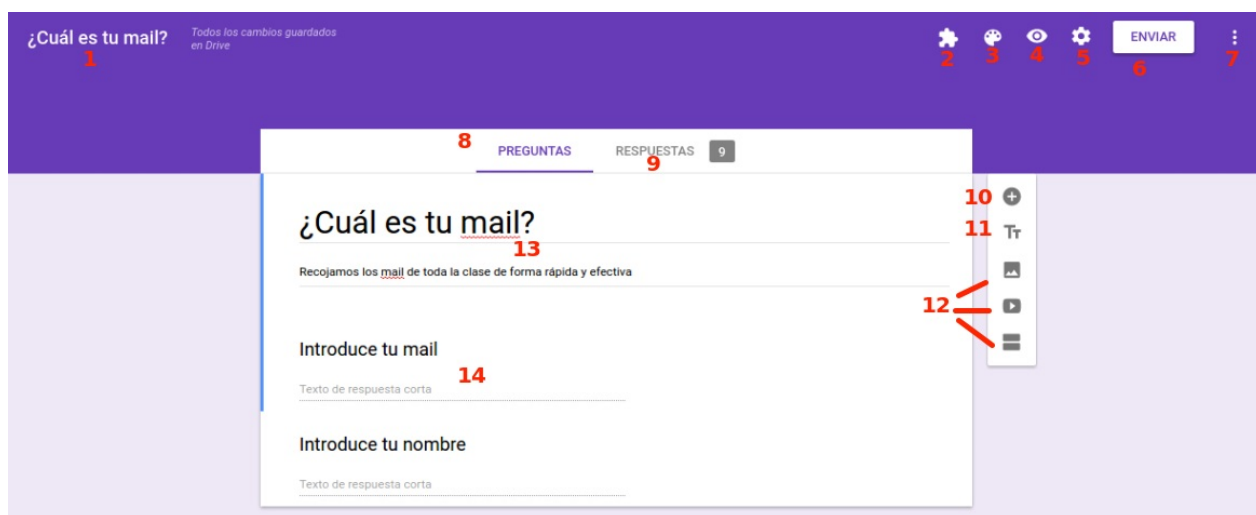 ¿Cuál es tu mail?
Todos los cambios guardados
en Drive
ENVIAR
1
2
3
4
5
6
7
8
PREGUNTAS
RESPUESTAS
9
9
10
11
Tт
¿Cuál es tu mail?
13
Recojamos los mail de toda la clase de forma rápida y efectiva
12
Introduce tu mail
14
Texto de respuesta corta
Introduce tu nombre
Texto de respuesta corta